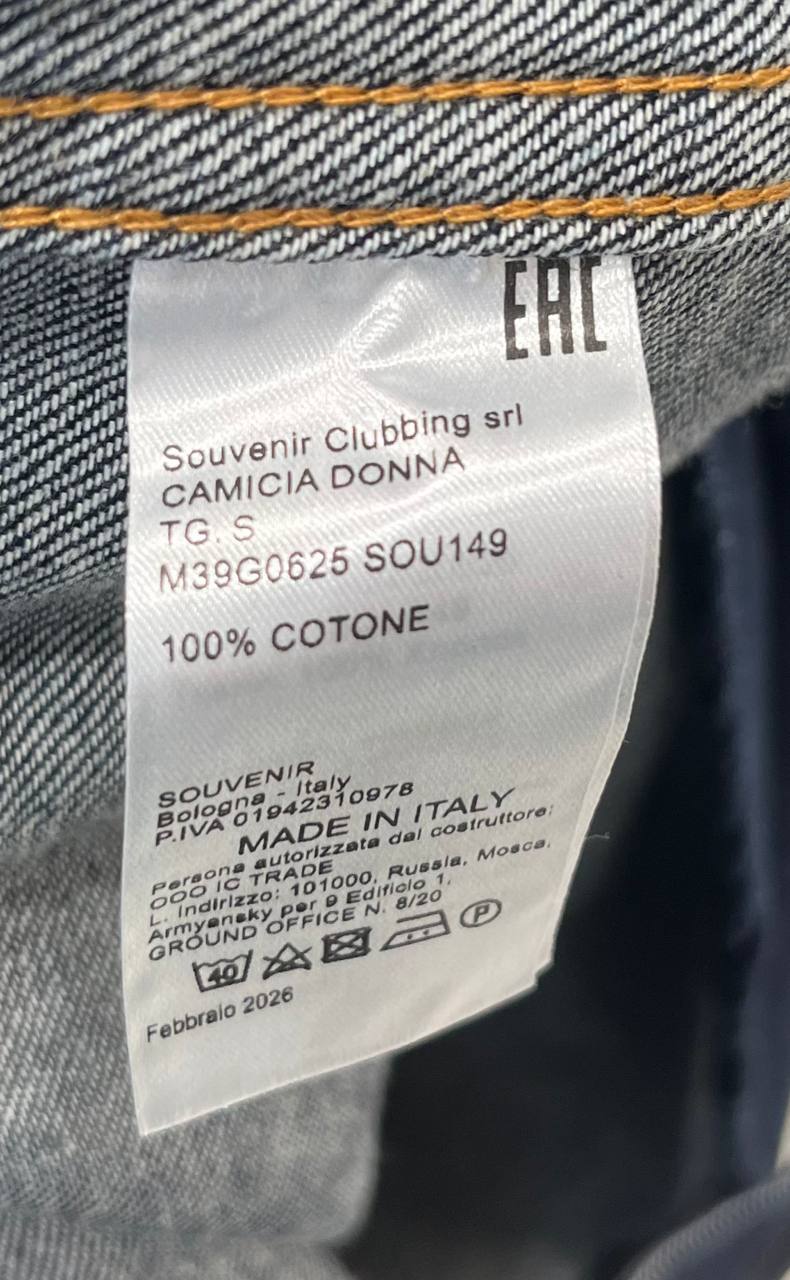 EAC
Souvenir Clubbing srl
CAMICIA DONNA
TG. S
M39G0625 SOU149
100% COTONE
SOUVENIR
Bologna - Italy
P.IVA 01942310978
MADE IN ITALY
Persona autorizzata dal costruttore:
OOO IC TRADE
L. Indirizzo: 101000, Russia, Mosca,
Armyansky per 9 Edificio 1,
GROUND OFFICE N. 8/20
40 P
Febbraio 2026